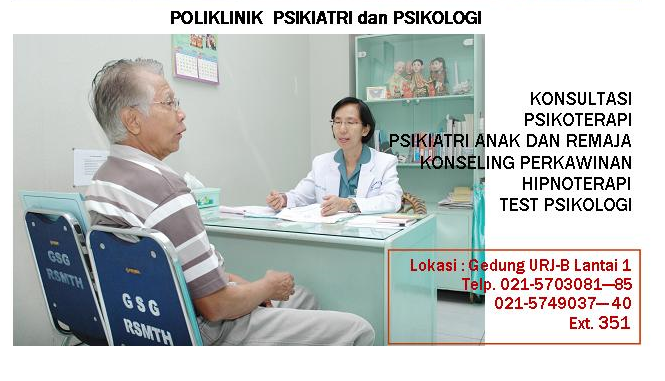 POLIKLINIK PSIKIATRI dan PSIKOLOGI
KONSULTASI
PSIKOTERAPI
PSIKIATRI ANAK DAN REMAJA
KONSELING PERKAWINAN
HIPNOTERAPI
TEST PSIKOLOGI
Lokasi : Gedung URJ-B Lantai 1
Telp. 021-5703081—85
021-5749037—40
Ext. 351
GSG
RSMTH
GSG
RSMTH